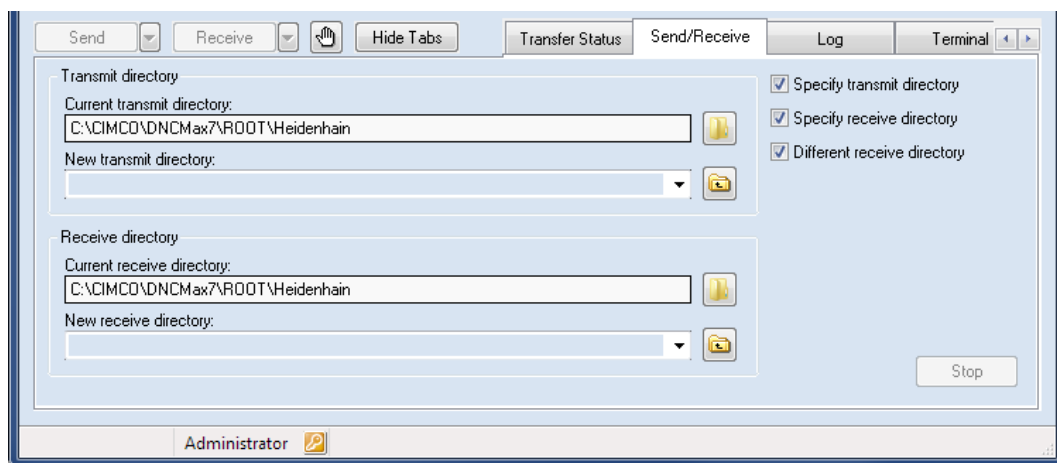 Send Receive Hide Tabs Transfer Status Send/Receive Log Terminal
Transmit directory
Current transmit directory:
C:\CIMCO\DNCMax7\ROOT\Heidenhain
New transmit directory:
Specify transmit directory
Specify receive directory
Different receive directory
Receive directory
Current receive directory:
C:\CIMCO\DNCMax7\ROOT\Heidenhain
New receive directory:
Stop
Administrator